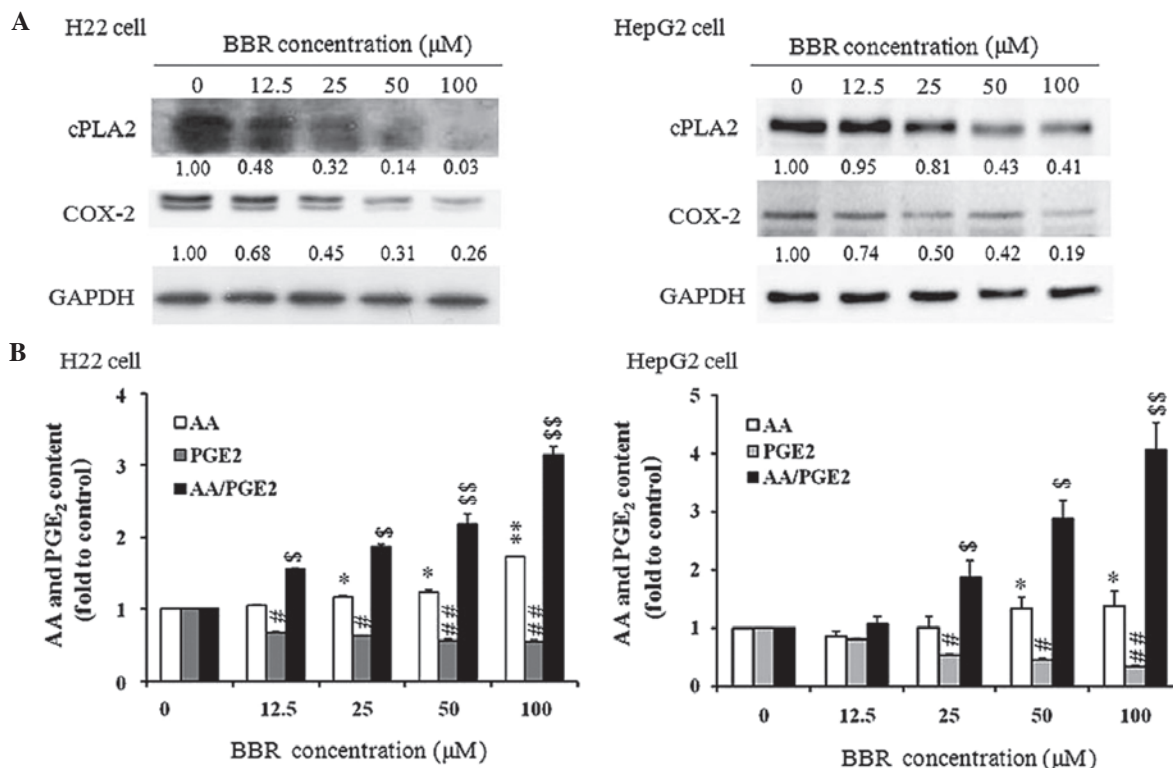 A
H22 cell
BBR concentration (μM)
0 12.5 25 50 100
cPLA2
1.00 0.48 0.32 0.14 0.03
COX-2
1.00 0.68 0.45 0.31 0.26
GAPDH
HepG2 cell
BBR concentration (μM)
0 12.5 25 50 100
cPLA2
1.00 0.95 0.81 0.43 0.41
COX-2
1.00 0.74 0.50 0.42 0.19
GAPDH
B
H22 cell
AA and PGE₂ content
(fold to control)
4
3
2
1
0
AA
PGE2
AA/PGE2
# $
* # $
* ## $$
** ## $$
0 12.5 25 50 100
BBR concentration (μM)
HepG2 cell
AA and PGE₂ content
(fold to control)
5
4
3
2
1
0
AA
PGE2
AA/PGE2
# $
* # $
* ## $$
0 12.5 25 50 100
BBR concentration (μM)